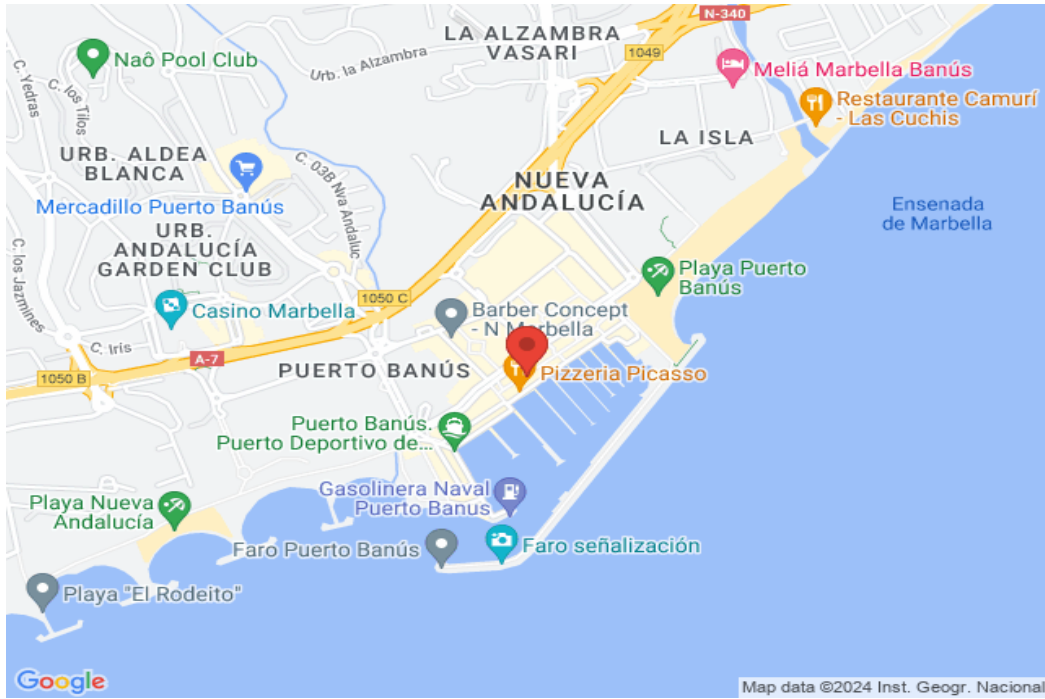 N-340
LA ALZAMBRA
VASARI
1049
Urb. la Alzambra
Naô Pool Club
C. Yedras
C. los Tilos
Meliá Marbella Banús
Restaurante Camurí
- Las Cuchis
LA ISLA
URB. ALDEA
BLANCA
C. 03B Nva Andaluc
NUEVA
ANDALUCÍA
Mercadillo Puerto Banús
Ensenada
de Marbella
URB.
ANDALUCÍA
GARDEN CLUB
C. los Jazmines
Playa Puerto
Banús
1050 C
Casino Marbella
Barber Concept
- N Marbella
C. Iris
A-7
1050 B
PUERTO BANÚS
Pizzeria Picasso
Puerto Banús.
Puerto Deportivo de...
Gasolinera Naval
Puerto Banus
Playa Nueva
Andalucía
Faro Puerto Banús
Faro señalización
Playa "El Rodeito"
Google
Map data ©2024 Inst. Geogr. Nacional